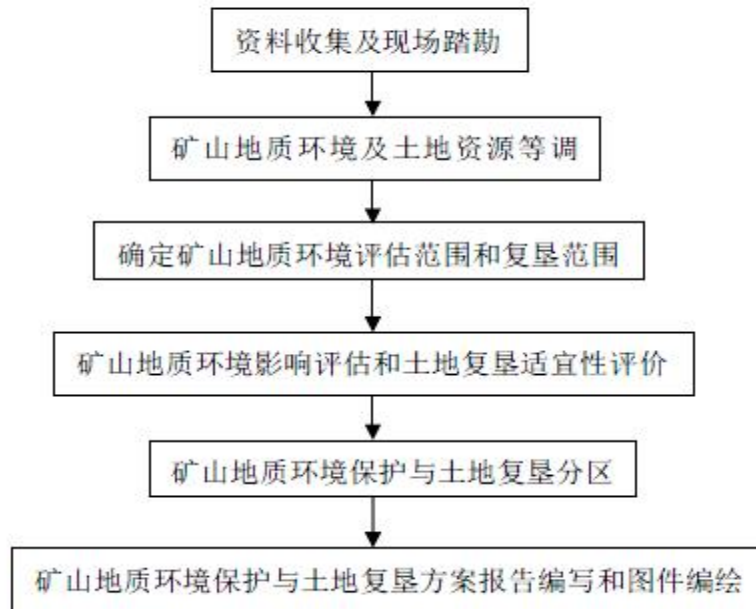 资料收集及现场踏勘
矿山地质环境及土地资源等调
确定矿山地质环境评估范围和复垦范围
矿山地质环境影响评估和土地复垦适宜性评价
矿山地质环境保护与土地复垦分区
矿山地质环境保护与土地复垦方案报告编写和图件编绘